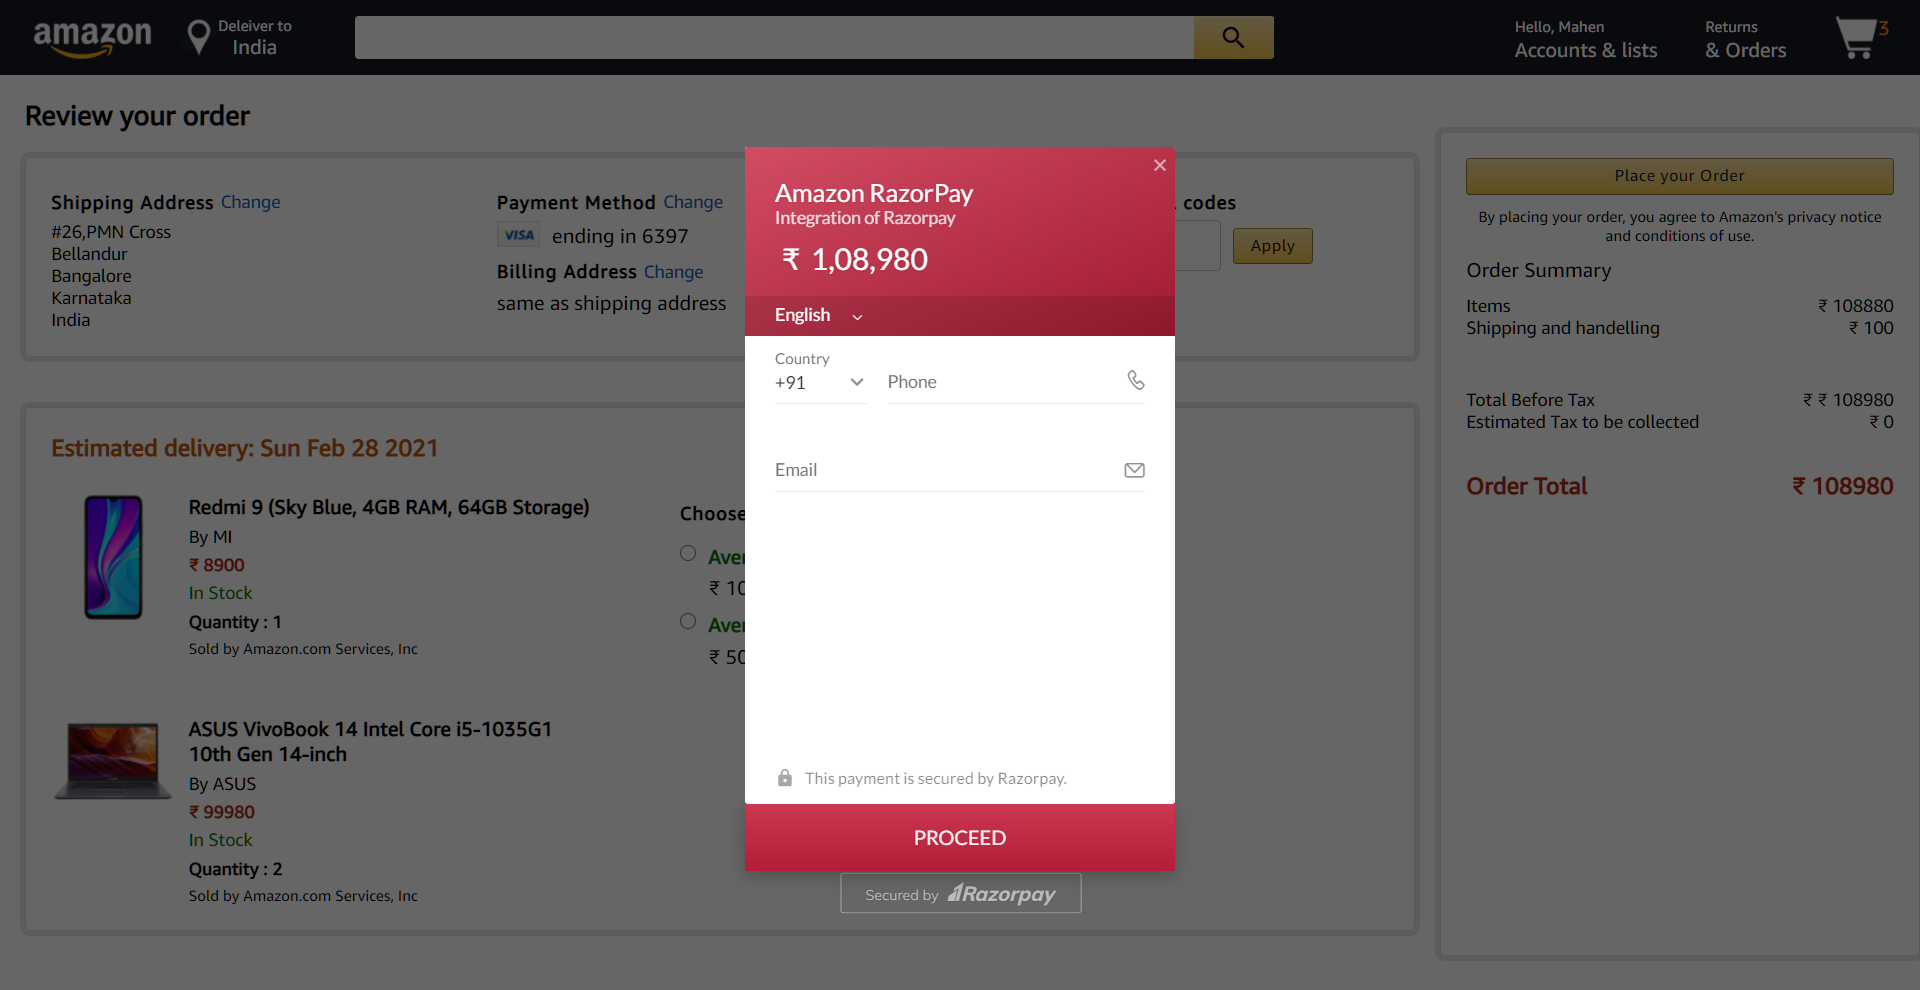 amazon
Deleiver to
India
Hello, Mahen
Accounts & lists
Returns
& Orders
3
Review your order
Shipping Address Change
#26,PMN Cross
Bellandur
Bangalore
Karnataka
India
Payment Method Change
VISA ending in 6397
Billing Address Change
same as shipping address
codes
Apply
Amazon RazorPay
Integration of Razorpay
₹ 1,08,980
English
Country
+91
Phone
Email
This payment is secured by Razorpay.
PROCEED
Secured by Razorpay
Estimated delivery: Sun Feb 28 2021
Redmi 9 (Sky Blue, 4GB RAM, 64GB Storage)
By MI
₹ 8900
In Stock
Quantity : 1
Sold by Amazon.com Services, Inc
Choose
₹ 10
₹ 50
ASUS VivoBook 14 Intel Core i5-1035G1
10th Gen 14-inch
By ASUS
₹ 99980
In Stock
Quantity : 2
Sold by Amazon.com Services, Inc
Place your Order
By placing your order, you agree to Amazon's privacy notice
and conditions of use.
Order Summary
Items ₹ 108880
Shipping and handelling ₹ 100
Total Before Tax ₹ ₹ 108980
Estimated Tax to be collected ₹ 0
Order Total ₹ 108980